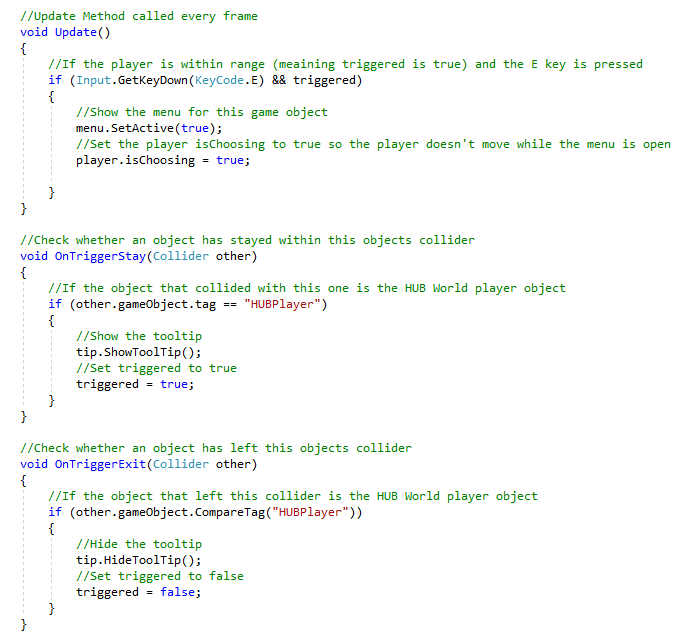 //Update Method called every frame
void Update()
{
    //If the player is within range (meaining triggered is true) and the E key is pressed
    if (Input.GetKeyDown(KeyCode.E) && triggered)
    {
        //Show the menu for this game object
        menu.SetActive(true);
        //Set the player isChoosing to true so the player doesn't move while the menu is open
        player.isChoosing = true;

    }
}

//Check whether an object has stayed within this objects collider
void OnTriggerStay(Collider other)
{
    //If the object that collided with this one is the HUB World player object
    if (other.gameObject.tag == "HUBPlayer")
    {
        //Show the tooltip
        tip.ShowToolTip();
        //Set triggered to true
        triggered = true;
    }
}

//Check whether an object has left this objects collider
void OnTriggerExit(Collider other)
{
    //If the object that left this collider is the HUB World player object
    if (other.gameObject.CompareTag("HUBPlayer"))
    {
        //Hide the tooltip
        tip.HideToolTip();
        //Set triggered to false
        triggered = false;
    }
}